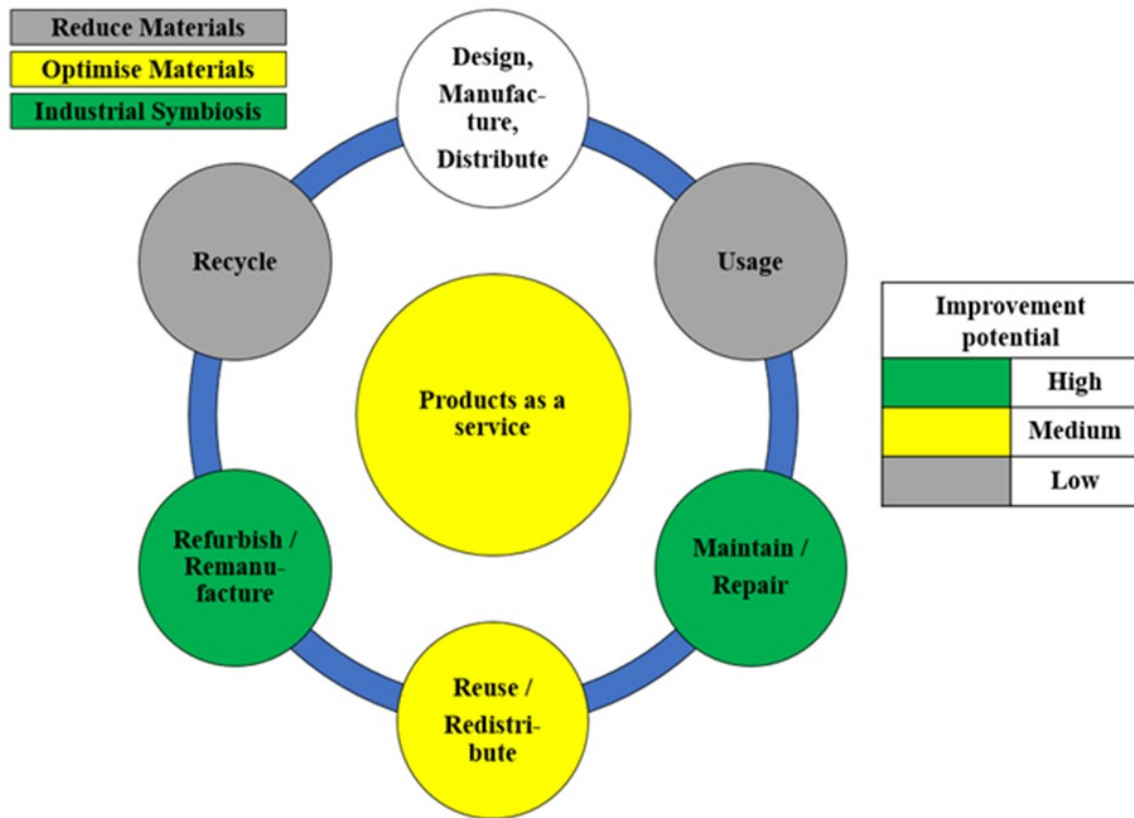 Reduce Materials
Optimise Materials
Industrial Symbiosis
Design,
Manufac-
ture,
Distribute
Recycle
Usage
Products as a
service
Improvement
potential
High
Medium
Low
Refurbish /
Remanu-
facture
Maintain /
Repair
Reuse /
Redistri-
bute